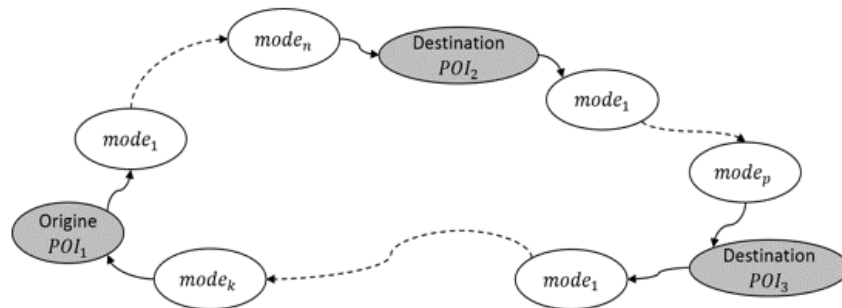 mode_n
Destination
POI_2
mode_1
mode_1
mode_p
Origine
POI_1
mode_k
mode_1
Destination
POI_3